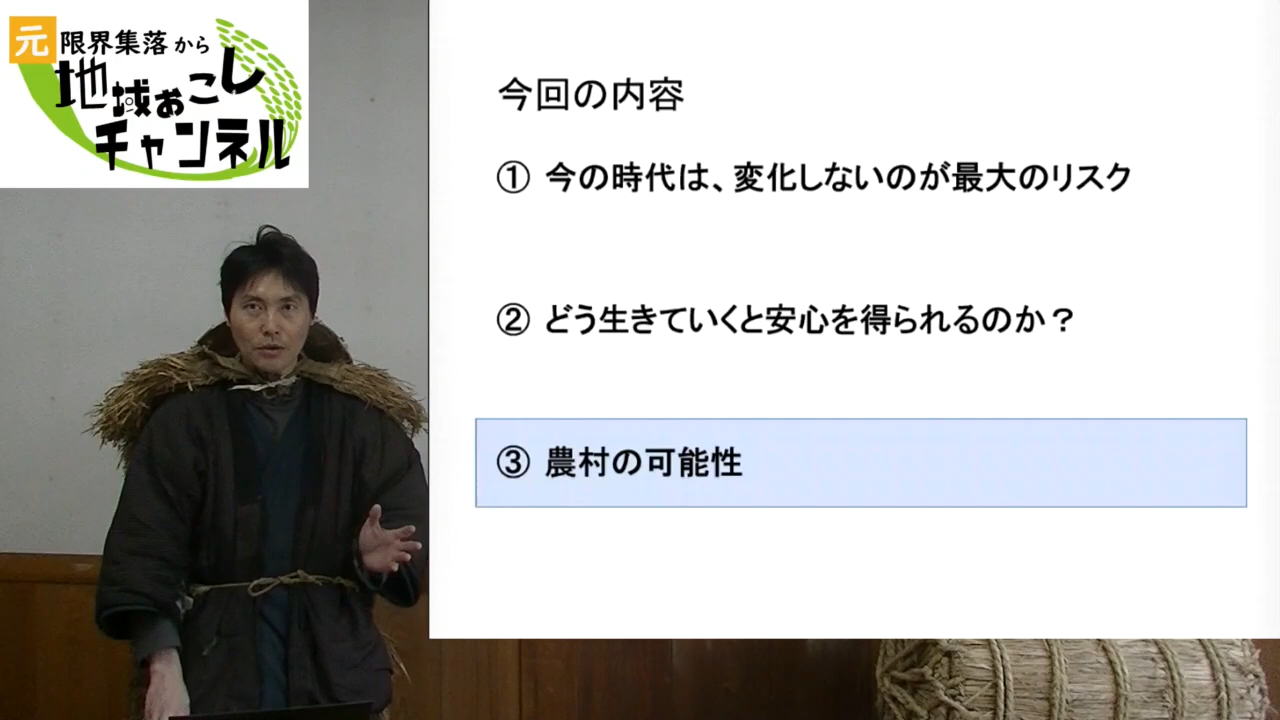 元 限界集落から
地域おこし
チャンネル
今回の内容
① 今の時代は、変化しないのが最大のリスク
② どう生きていくと安心を得られるのか？
③ 農村の可能性